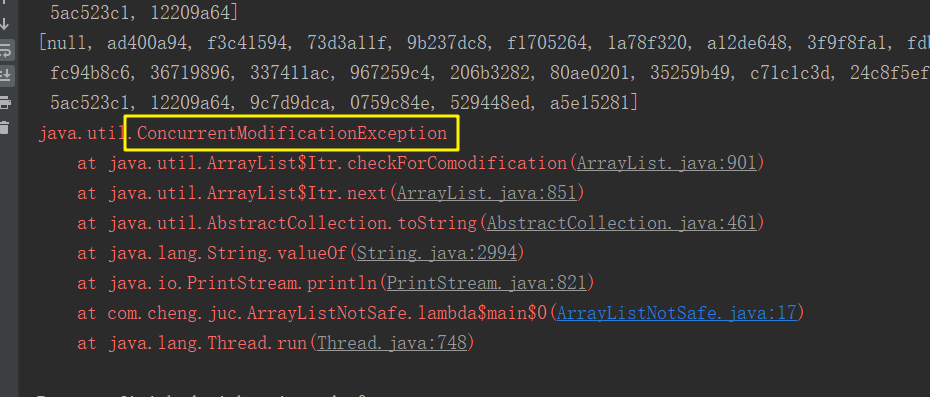 5ac523c1, 12209a64]
[null, ad400a94, f3c41594, 73d3a11f, 9b237dc8, f1705264, 1a78f320, a12de648, 3f9f8fa1,
fc94b8c6, 36719896, 337411ac, 967259c4, 206b3282, 80ae0201, 35259b49, c71c1c3d, 24c8f5ef
5ac523c1, 12209a64, 9c7d9dca, 0759c84e, 529448ed, a5e15281]
java.util.ConcurrentModificationException
at java.util.ArrayList$Itr.checkForComodification(ArrayList.java:901)
at java.util.ArrayList$Itr.next(ArrayList.java:851)
at java.util.AbstractCollection.toString(AbstractCollection.java:461)
at java.lang.String.valueOf(String.java:2994)
at java.io.PrintStream.println(PrintStream.java:821)
at com.cheng.juc.ArrayListNotSafe.lambda$main$0(ArrayListNotSafe.java:17)
at java.lang.Thread.run(Thread.java:748)